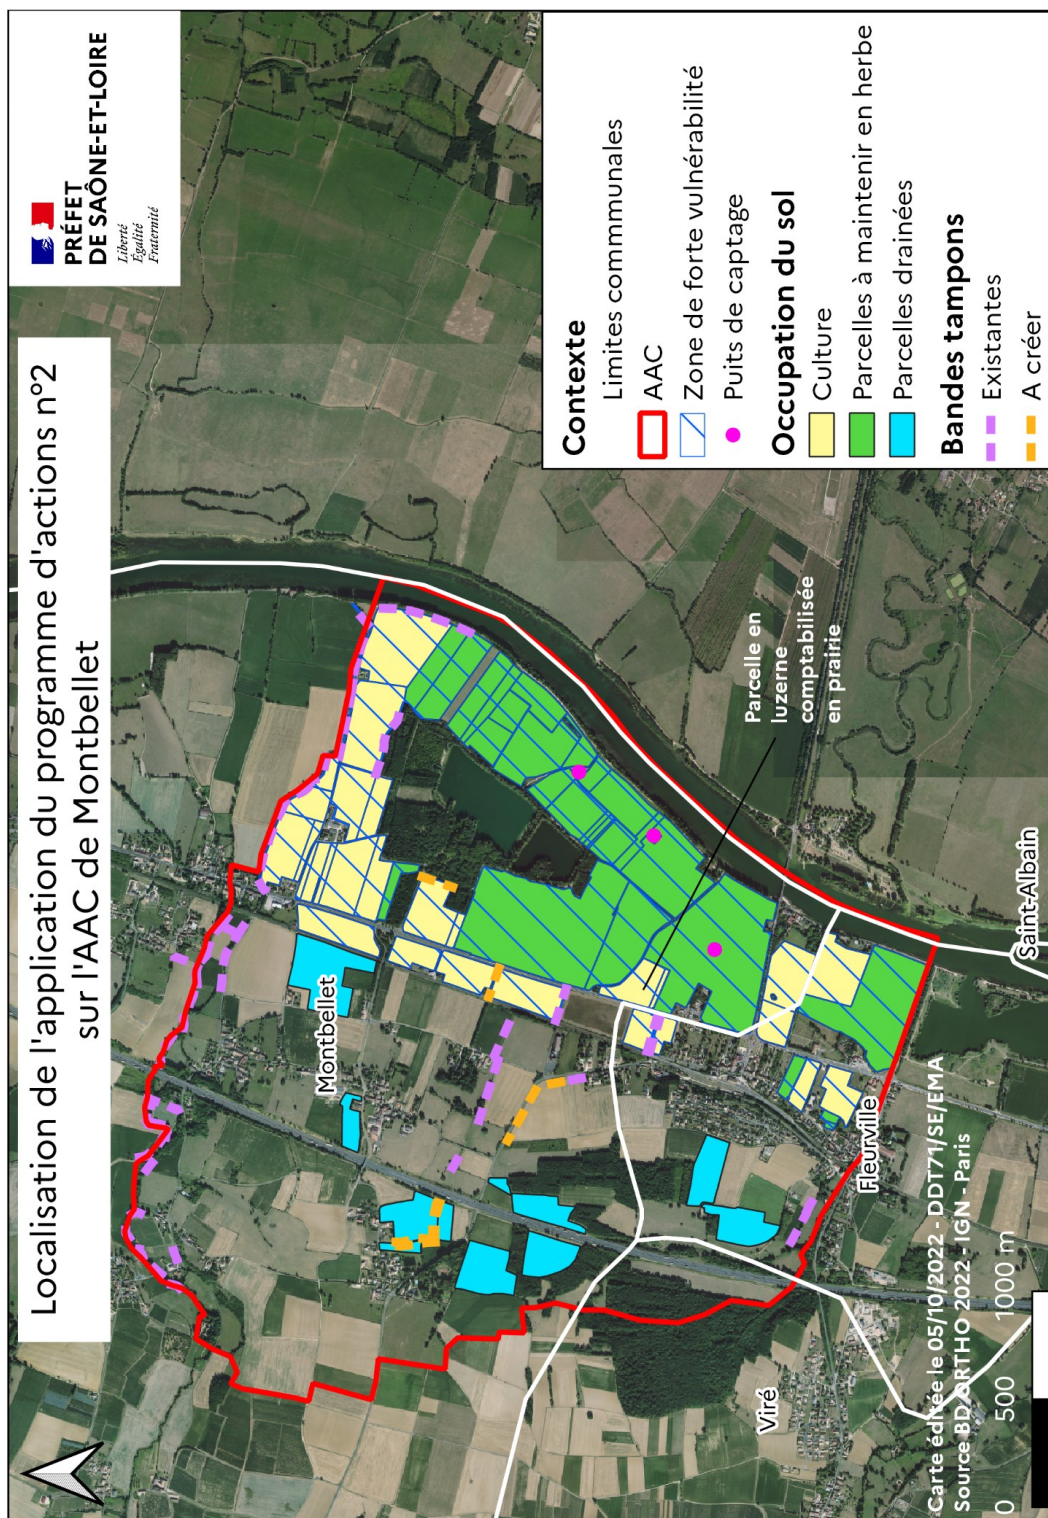 Localisation de l'application du programme d'actions n°2
sur l'AAC de Montbellet
PRÉFET
DE SAÔNE-ET-LOIRE
Liberté
Égalité
Fraternité
Montbellet
Parcelle en
luzerne
comptabilisée
en prairie
Viré
Fleurville
Saint-Albain
Carte éditée le 05/10/2022 - DDT71/SE/EMA
Source BD ORTHO 2022 - IGN - Paris
0 500 1000 m
Contexte
Limites communales
AAC
Zone de forte vulnérabilité
Puits de captage
Occupation du sol
Culture
Parcelles à maintenir en herbe
Parcelles drainées
Bandes tampons
Existantes
A créer